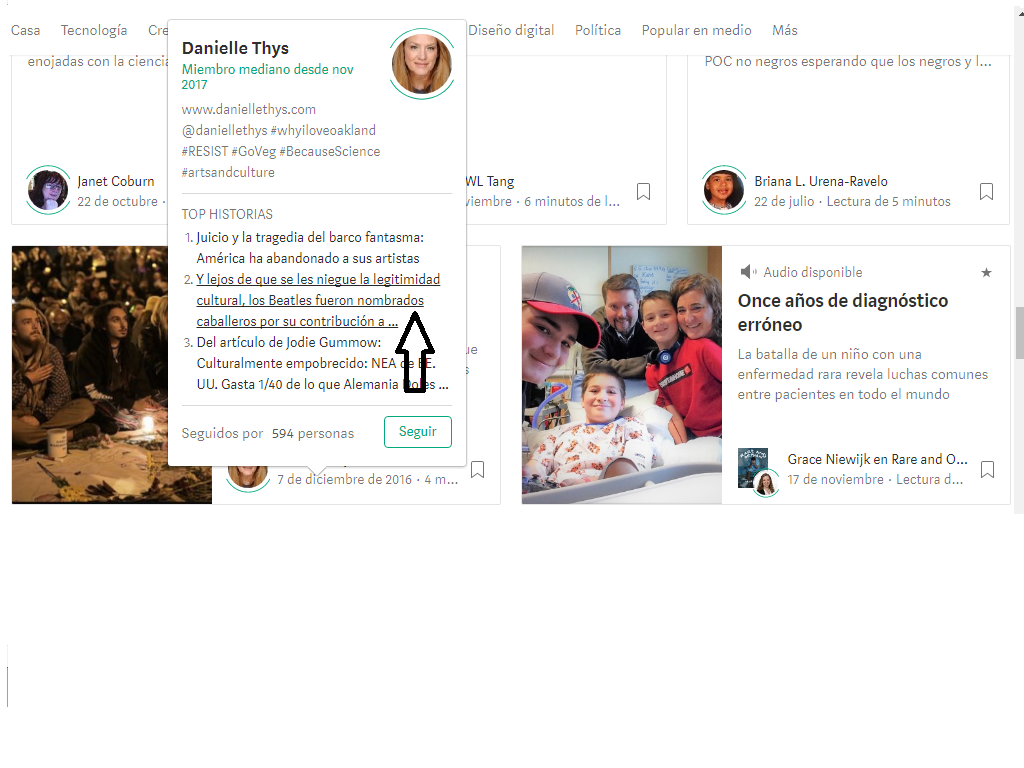 Casa Tecnología Cre Diseño digital Política Popular en medio Más
enojadas con la ciencia
POC no negros esperando que los negros y l...
Janet Coburn
22 de octubre ·
WL Tang
viembre · 6 minutos de l...
Briana L. Urena-Ravelo
22 de julio · Lectura de 5 minutos
Danielle Thys
Miembro mediano desde nov
2017
www.daniellethys.com
@daniellethys #whyiloveoakland
#RESIST #GoVeg #BecauseScience
#artsandculture
TOP HISTORIAS
1. Juicio y la tragedia del barco fantasma:
América ha abandonado a sus artistas
2. Y lejos de que se les niegue la legitimidad
cultural, los Beatles fueron nombrados
caballeros por su contribución a ...
3. Del artículo de Jodie Gummow:
Culturalmente empobrecido: NEA de EE.
UU. Gasta 1/40 de lo que Alemania ...
Seguidos por 594 personas
Seguir
ue
s
7 de diciembre de 2016 · 4 m...
Audio disponible
Once años de diagnóstico
erróneo
La batalla de un niño con una
enfermedad rara revela luchas comunes
entre pacientes en todo el mundo
Grace Niewijk en Rare and O...
17 de noviembre · Lectura d...